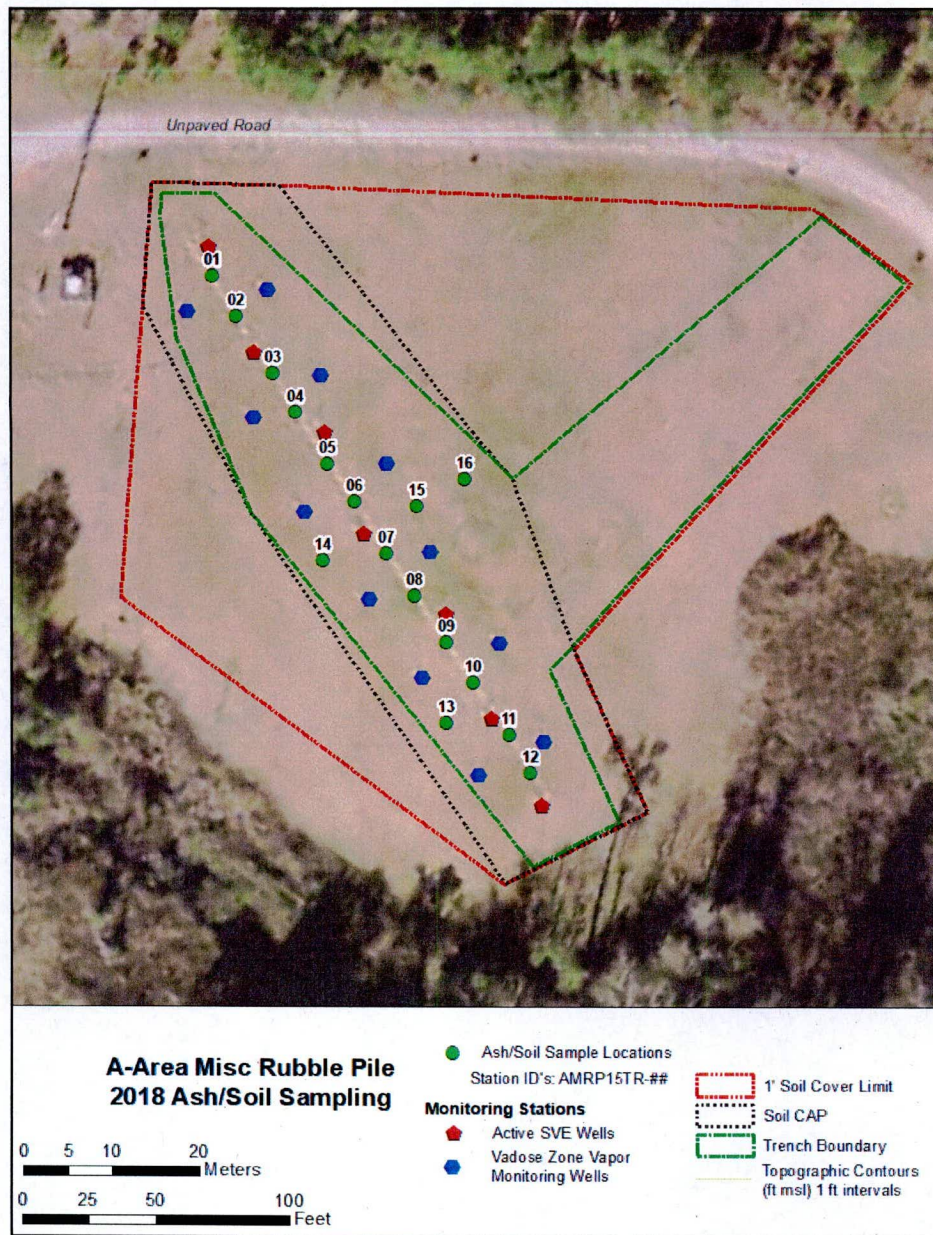 Unpaved Road
01
02
03
04
05
16
06
15
07
14
08
09
10
13
11
12
A-Area Misc Rubble Pile
2018 Ash/Soil Sampling
0 5 10 20
Meters
0 25 50 100
Feet
Ash/Soil Sample Locations
Station ID's: AMRP15TR-##
Monitoring Stations
Active SVE Wells
Vadose Zone Vapor
Monitoring Wells
1' Soil Cover Limit
Soil CAP
Trench Boundary
Topographic Contours
(ft msl) 1 ft intervals